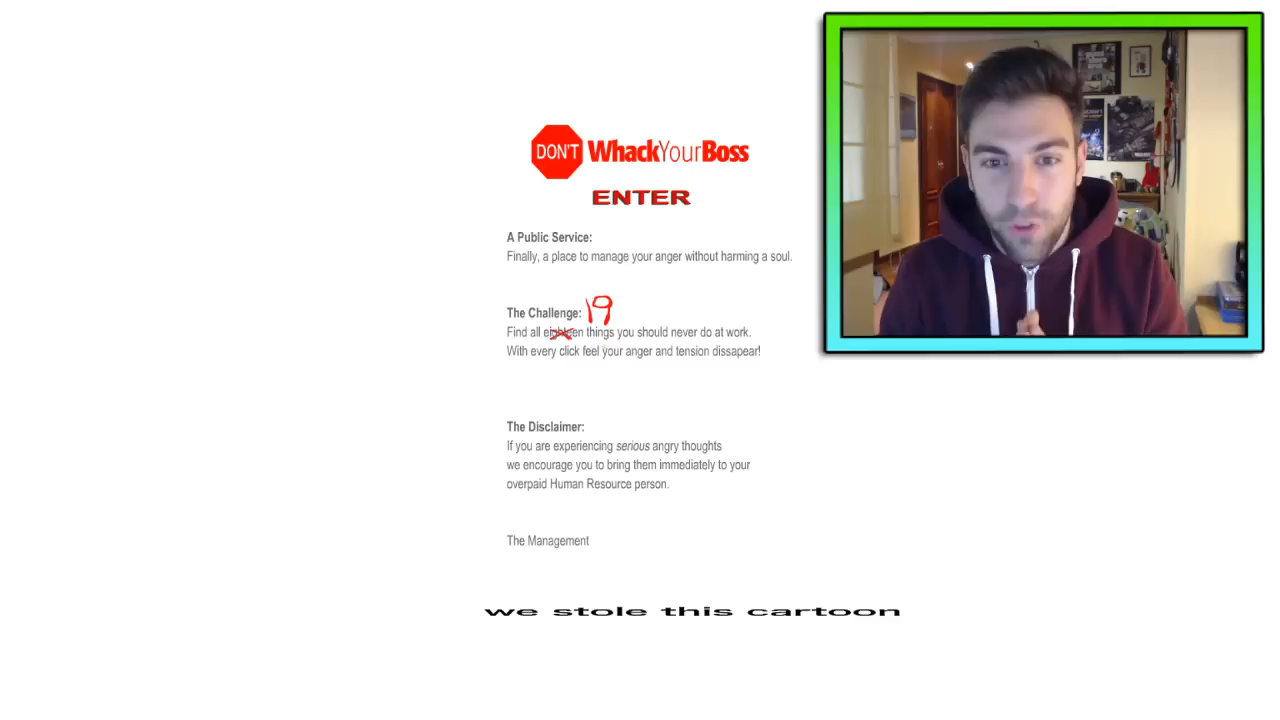 DON'T WhackYourBoss
ENTER
A Public Service:
Finally, a place to manage your anger without harming a soul.
The Challenge: 19
Find all eighteen things you should never do at work.
With every click feel your anger and tension dissapear!
The Disclaimer:
If you are experiencing serious angry thoughts
we encourage you to bring them immediately to your
overpaid Human Resource person.
The Management
we stole this cartoon